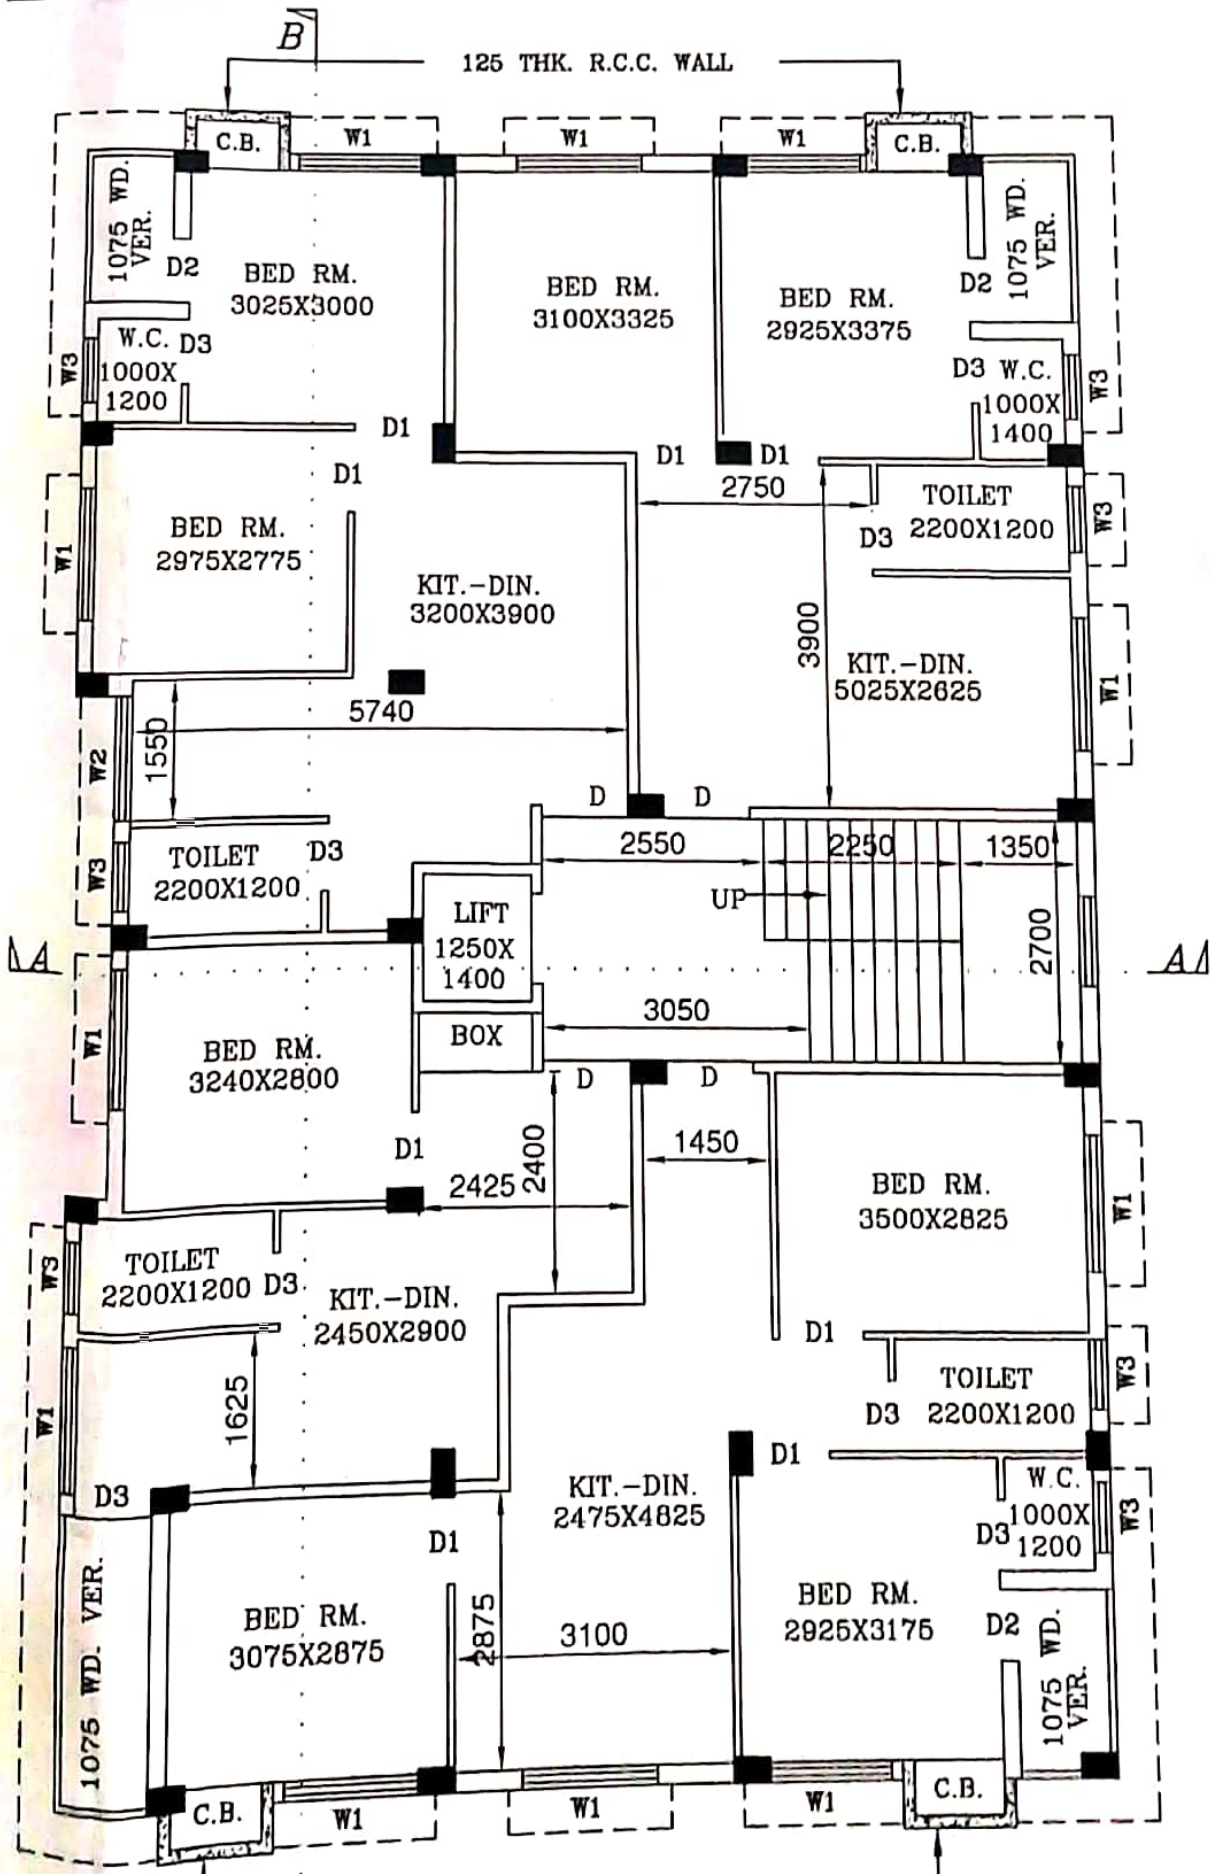 B
125 THK. R.C.C. WALL
C.B.
W1
W1
W1
C.B.
1075 WD.
VER.
D2
BED RM.
3025X3000
BED RM.
3100X3325
BED RM.
2925X3375
D2
1075 WD.
VER.
W3
W.C.
1000X
1200
D3
D1
D1
D1
D1
D3
W.C.
1000X
1400
W3
2750
TOILET
2200X1200
D3
W3
W1
BED RM.
2975X2775
KIT.-DIN.
3200X3900
3900
KIT.-DIN.
5025X2625
W1
5740
1550
W2
D
D
W3
TOILET
2200X1200
D3
2550
2250
1350
UP
LIFT
1250X
1400
2700
A
A
3050
BOX
W1
BED RM.
3240X2800
D
D
D1
2400
2425
1450
BED RM.
3500X2825
W1
W3
TOILET
2200X1200
D3
KIT.-DIN.
2450X2900
D1
1625
TOILET
2200X1200
D3
W3
W1
D3
D1
KIT.-DIN.
2475X4825
D1
W.C.
1000X
1200
D3
W3
BED RM.
3075X2875
2875
3100
BED RM.
2925X3175
D2
1075 WD.
VER.
1075 WD. VER.
C.B.
W1
W1
W1
C.B.